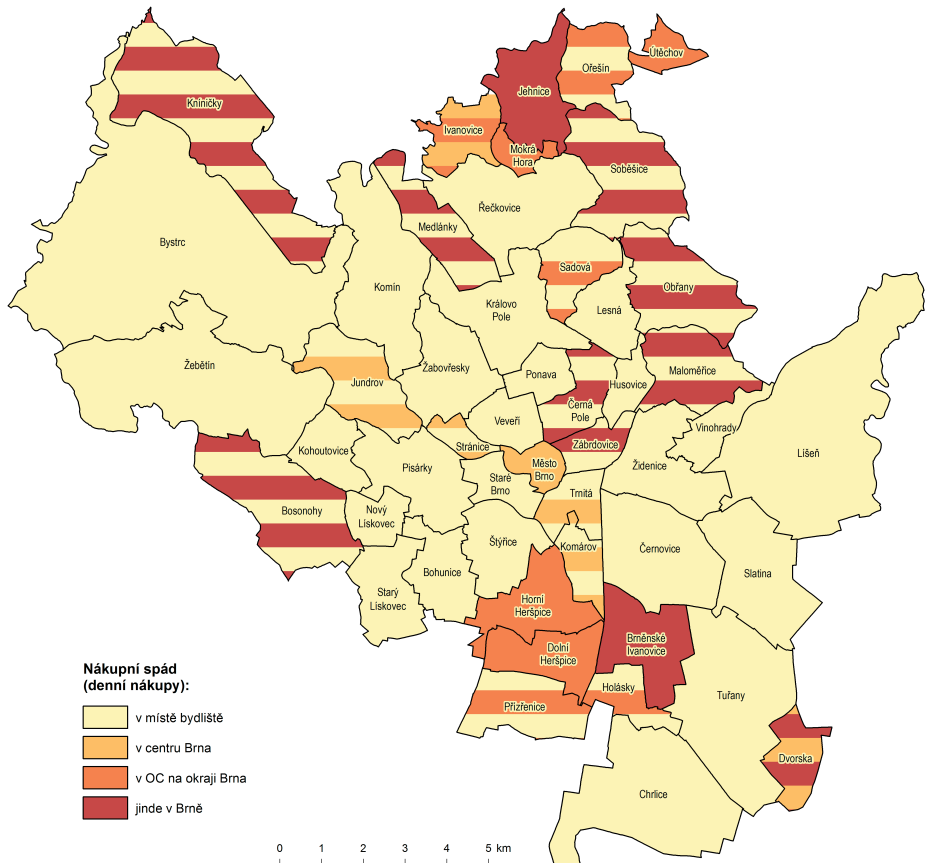 Útěchov
Ořešín
Jehnice
Kníničky
Ivanovice
Mokrá
Hora
Soběšice
Řečkovice
Medlánky
Bystrc
Sadová
Komín
Obřany
Královo
Pole
Lesná
Žebětín
Jundrov
Žabovřesky
Ponava
Husovice
Maloměřice
Černá
Pole
Veveří
Vinohrady
Líšeň
Stránice
Zábrdovice
Kohoutovice
Pisárky
Město
Brno
Židenice
Staré
Brno
Trnitá
Bosonohy
Nový
Lískovec
Štýřice
Komárov
Černovice
Slatina
Bohunice
Starý
Lískovec
Horní
Heršpice
Brněnské
Ivanovice
Dolní
Heršpice
Holásky
Tuřany
Přízřenice
Dvorska
Chrlice
Nákupní spád
(denní nákupy):
v místě bydliště
v centru Brna
v OC na okraji Brna
jinde v Brně
0 1 2 3 4 5 km